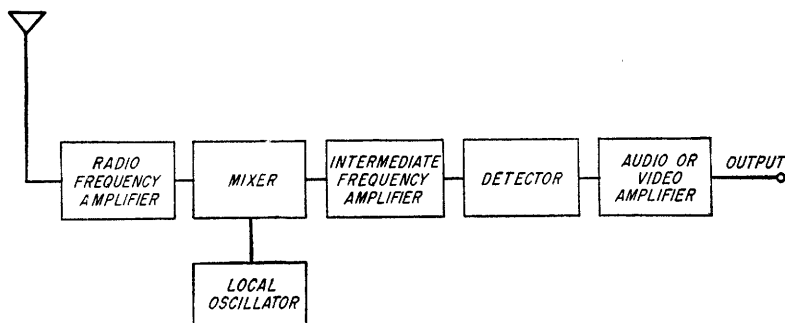 RADIO
FREQUENCY
AMPLIFIER
MIXER
INTERMEDIATE
FREQUENCY
AMPLIFIER
DETECTOR
AUDIO OR
VIDEO
AMPLIFIER
OUTPUT
LOCAL
OSCILLATOR